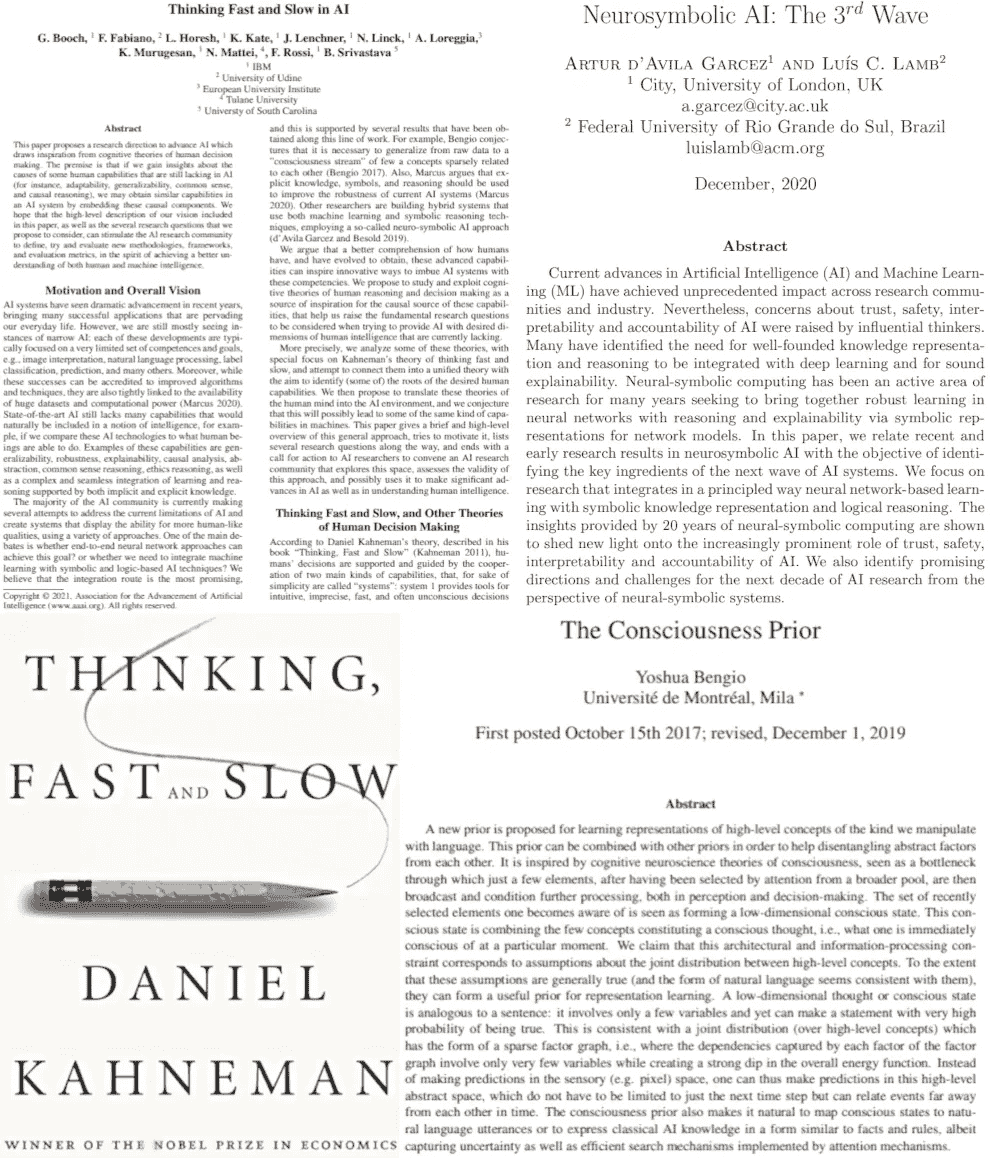 Thinking Fast and Slow in AI
G. Booch, 1 F. Fabiano, 2 L. Horesh, 1 K. Kate, 1 J. Lenchner, 1 N. Linck, 1 A. Loreggia,3
K. Murugesan, 1 N. Mattei, 4, F. Rossi, 1 B. Srivastava 5
1 IBM
2 University of Udine
3 European University Institute
4 Tulane University
5 Universty of South Carolina
Abstract
This paper proposes a research direction to advance AI which
draws inspiration from cognitive theories of human decision
making. The premise is that if we gain insights about the
causes of some human capabilities that are still lacking in AI
(for instance, adaptability, generalizability, common sense,
and causal reasoning), we may obtain similar capabilities in
an AI system by embedding these causal components. We
hope that the high-level description of our vision included
in this paper, as well as the several research questions that we
propose to consider, can stimulate the AI research community
to define, try and evaluate new methodologies, frameworks,
and evaluation metrics, in the spirit of achieving a better un-
derstanding of both human and machine intelligence.
Motivation and Overall Vision
AI systems have seen dramatic advancement in recent years,
bringing many successful applications that are pervading
our everyday life. However, we are still mostly seeing in-
stances of narrow AI: each of these developments are typi-
cally focused on a very limited set of competences and goals,
e.g., image interpretation, natural language processing, label
classification, prediction, and many others. Moreover, while
these successes can be accredited to improved algorithms
and techniques, they are also tightly linked to the availability
of huge datasets and computational power (Marcus 2020).
State-of-the-art AI still lacks many capabilities that would
naturally be included in a notion of intelligence, for exam-
ple, if we compare these AI technologies to what human be-
ings are able to do. Examples of these capabilities are gen-
eralizability, robustness, explainability, causal analysis, ab-
straction, common sense reasoning, ethics reasoning, as well
as a complex and seamless integration of learning and rea-
soning supported by both implicit and explicit knowledge.
The majority of the AI community is currently making
several attempts to address the current limitations of AI and
create systems that display the ability for more human-like
qualities, using a variety of approaches. One of the main de-
bates is whether end-to-end neural network approaches can
achieve this goal? or whether we need to integrate machine
learning with symbolic and logic-based AI techniques? We
believe that the integration route is the most promising,
Copyright © 2021, Association for the Advancement of Artificial
Intelligence (www.aaai.org). All rights reserved.
and this is supported by several results that have been ob-
tained along this line of work. For example, Bengio conjec-
tures that it is necessary to generalize from raw data to a
"consciousness stream" of few a concepts sparsely related
to each other (Bengio 2017). Also, Marcus argues that ex-
plicit knowledge, symbols, and reasoning should be used
to improve the robustness of current AI systems (Marcus
2020). Other researchers are building hybrid systems that
use both machine learning and symbolic reasoning tech-
niques, employing a so-called neuro-symbolic AI approach
(d'Avila Garcez and Besold 2019).
We argue that a better comprehension of how humans
have, and have evolved to obtain, these advanced capabil-
ities can inspire innovative ways to imbue AI systems with
these competencies. We propose to study and exploit cogni-
tive theories of human reasoning and decision making as a
source of inspiration for the causal source of these capabil-
ities, that help us raise the fundamental research questions
to be considered when trying to provide AI with desired di-
mensions of human intelligence that are currently lacking.
More precisely, we analyze some of these theories, with
special focus on Kahneman's theory of thinking fast and
slow, and attempt to connect them into a unified theory with
the aim to identify (some of) the roots of the desired human
capabilities. We then propose to translate these theories of
the human mind into the AI environment, and we conjecture
that this will possibly lead to some of the same kind of capa-
bilities in machines. This paper gives a brief and high-level
overview of this general approach, tries to motivate it, lists
several research questions along the way, and ends with a
call for action to AI researchers to convene an AI research
community that explores this space, assesses the validity of
this approach, and possibly uses it to make significant ad-
vances in AI as well as in understanding human intelligence.
Thinking Fast and Slow, and Other Theories
of Human Decision Making
According to Daniel Kahneman's theory, described in his
book "Thinking, Fast and Slow" (Kahneman 2011), hu-
mans' decisions are supported and guided by the cooper-
ation of two main kinds of capabilities, that, for sake of
simplicity are called "systems": system 1 provides tools for
intuitive, imprecise, fast, and often unconscious decisions
Neurosymbolic AI: The 3rd Wave
Artur d'Avila Garcez1 and Luís C. Lamb2
1 City, University of London, UK
a.garcez@city.ac.uk
2 Federal University of Rio Grande do Sul, Brazil
luislamb@acm.org
December, 2020
Abstract
Current advances in Artificial Intelligence (AI) and Machine Learn-
ing (ML) have achieved unprecedented impact across research commu-
nities and industry. Nevertheless, concerns about trust, safety, inter-
pretability and accountability of AI were raised by influential thinkers.
Many have identified the need for well-founded knowledge representa-
tion and reasoning to be integrated with deep learning and for sound
explainability. Neural-symbolic computing has been an active area of
research for many years seeking to bring together robust learning in
neural networks with reasoning and explainability via symbolic rep-
resentations for network models. In this paper, we relate recent and
early research results in neurosymbolic AI with the objective of identi-
fying the key ingredients of the next wave of AI systems. We focus on
research that integrates in a principled way neural network-based learn-
ing with symbolic knowledge representation and logical reasoning. The
insights provided by 20 years of neural-symbolic computing are shown
to shed new light onto the increasingly prominent role of trust, safety,
interpretability and accountability of AI. We also identify promising
directions and challenges for the next decade of AI research from the
perspective of neural-symbolic systems.
THINKING,
FAST AND SLOW
DANIEL
KAHNEMAN
WINNER OF THE NOBEL PRIZE IN ECONOMICS
The Consciousness Prior
Yoshua Bengio
Université de Montréal, Mila *
First posted October 15th 2017; revised, December 1, 2019
Abstract
A new prior is proposed for learning representations of high-level concepts of the kind we manipulate
with language. This prior can be combined with other priors in order to help disentangling abstract factors
from each other. It is inspired by cognitive neuroscience theories of consciousness, seen as a bottleneck
through which just a few elements, after having been selected by attention from a broader pool, are then
broadcast and condition further processing, both in perception and decision-making. The set of recently
selected elements one becomes aware of is seen as forming a low-dimensional conscious state. This con-
scious state is combining the few concepts constituting a conscious thought, i.e., what one is immediately
conscious of at a particular moment. We claim that this architectural and information-processing con-
straint corresponds to assumptions about the joint distribution between high-level concepts. To the extent
that these assumptions are generally true (and the form of natural language seems consistent with them),
they can form a useful prior for representation learning. A low-dimensional thought or conscious state
is analogous to a sentence: it involves only a few variables and yet can make a statement with very high
probability of being true. This is consistent with a joint distribution (over high-level concepts) which
has the form of a sparse factor graph, i.e., where the dependencies captured by each factor of the factor
graph involve only very few variables while creating a strong dip in the overall energy function. Instead
of making predictions in the sensory (e.g. pixel) space, one can thus make predictions in this high-level
abstract space, which do not have to be limited to just the next time step but can relate events far away
from each other in time. The consciousness prior also makes it natural to map conscious states to natu-
ral language utterances or to express classical AI knowledge in a form similar to facts and rules, albeit
capturing uncertainty as well as efficient search mechanisms implemented by attention mechanisms.